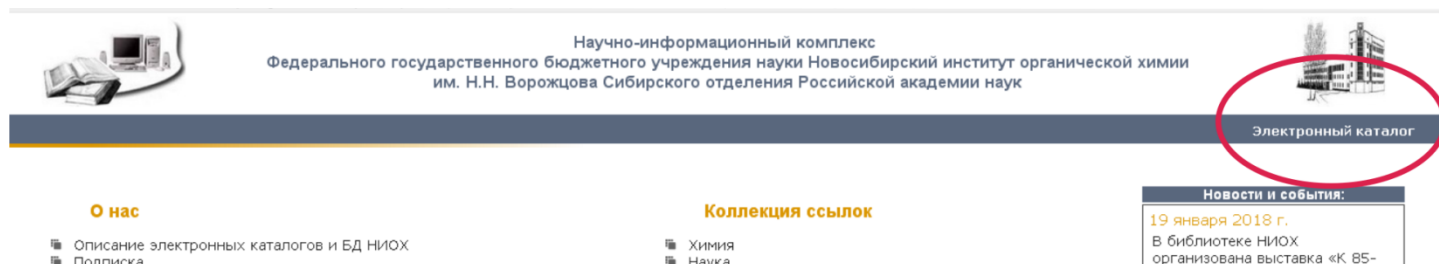 Научно-информационный комплекс
Федерального государственного бюджетного учреждения науки Новосибирский институт органической химии
им. Н.Н. Ворожцова Сибирского отделения Российской академии наук
Электронный каталог
О нас
Описание электронных каталогов и БД НИОХ
Подписка
Коллекция ссылок
Химия
Наука
Новости и события:
19 января 2018 г.
В библиотеке НИОХ
организована выставка «К 85-